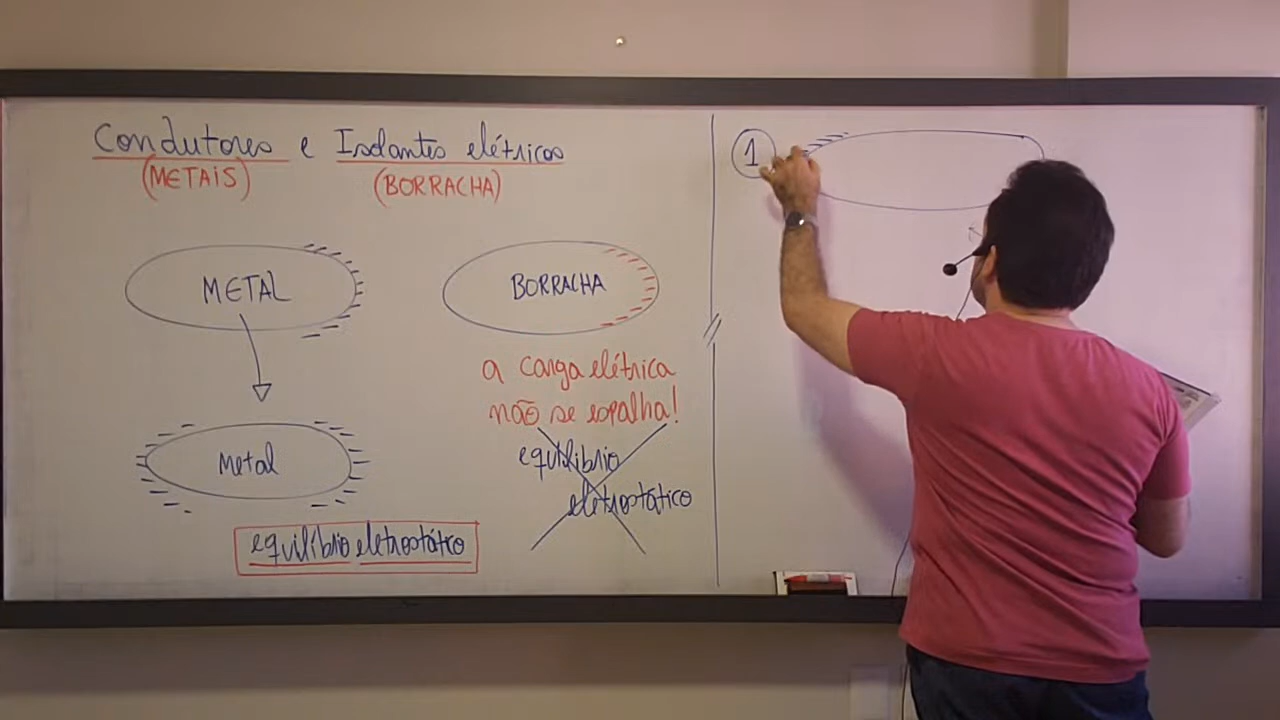 Condutores e Isolantes elétricos
(METAIS) (BORRACHA)
METAL
BORRACHA
a carga elétrica
não se espalha!
equilíbrio
eletrostático
Metal
equilíbrio eletrostático
1